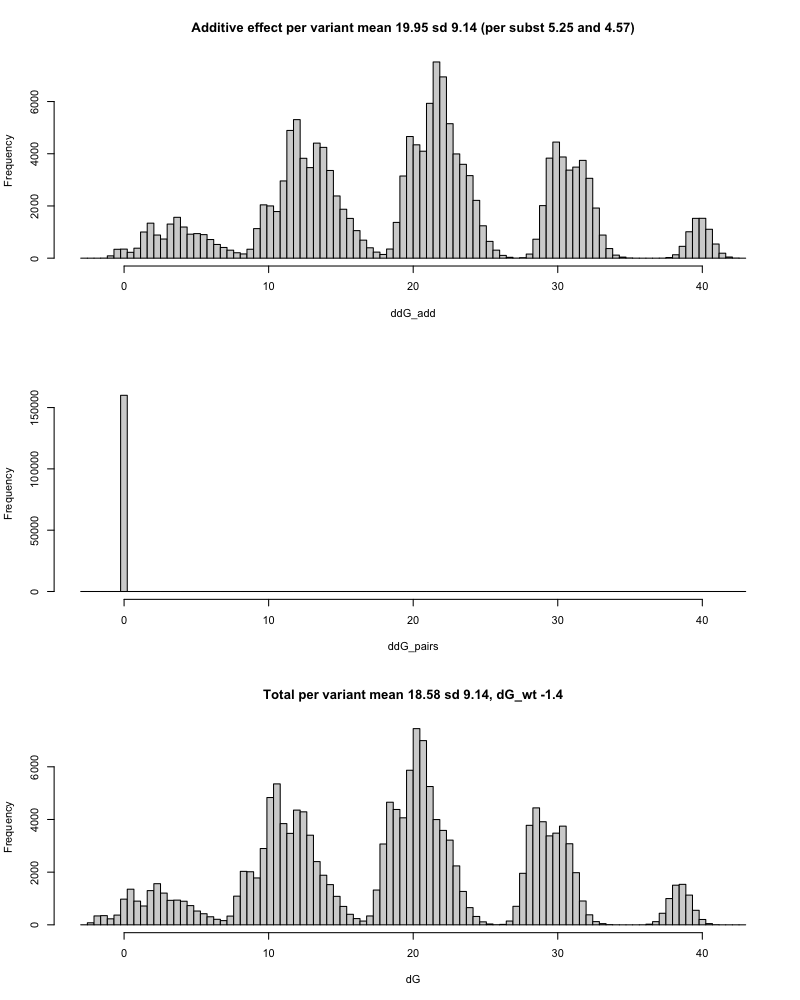 Additive effect per variant mean 19.95 sd 9.14 (per subst 5.25 and 4.57)
Frequency
6000
4000
2000
0
0 10 20 30 40
ddG_add
Frequency
150000
100000
50000
0
0 10 20 30 40
ddG_pairs
Total per variant mean 18.58 sd 9.14, dG_wt -1.4
Frequency
6000
4000
2000
0
0 10 20 30 40
dG